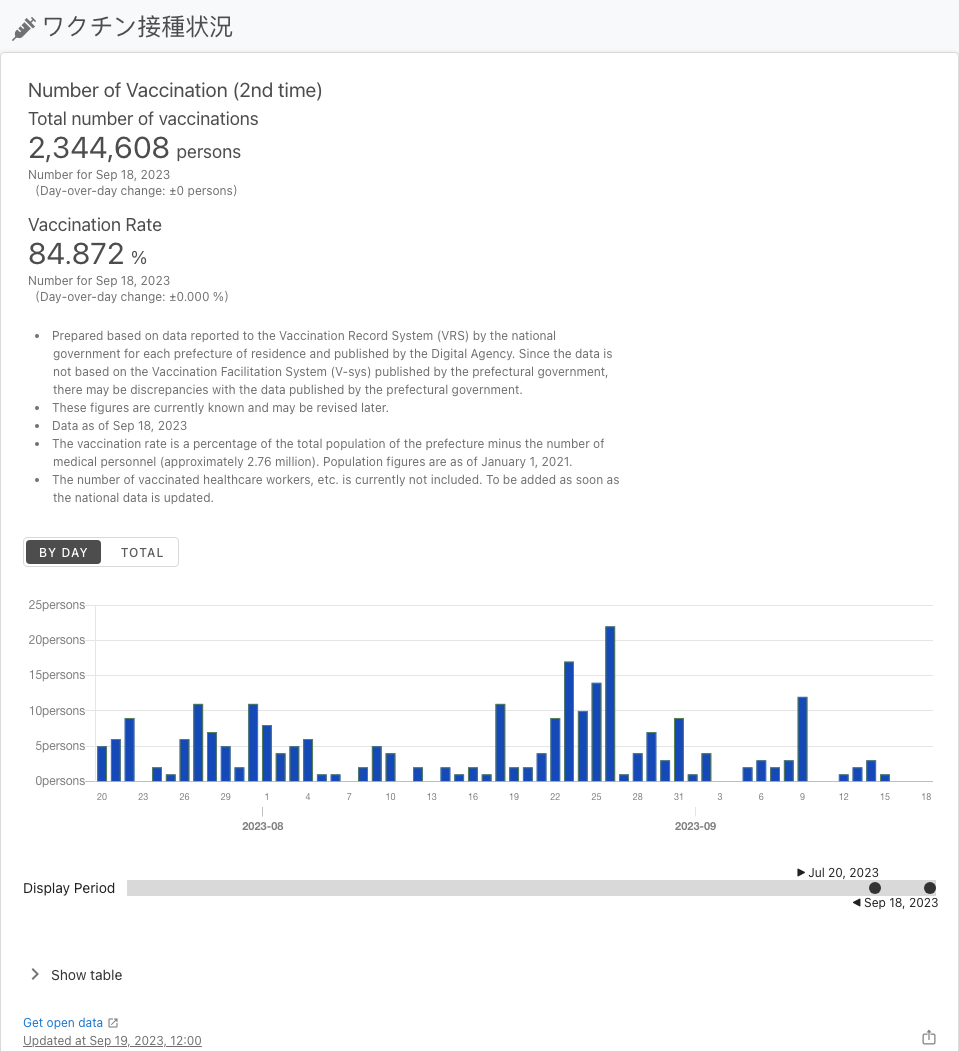 ワクチン接種状況
Number of Vaccination (2nd time)
Total number of vaccinations
2,344,608 persons
Number for Sep 18, 2023
(Day-over-day change: ±0 persons)
Vaccination Rate
84.872 %
Number for Sep 18, 2023
(Day-over-day change: ±0.000 %)
• Prepared based on data reported to the Vaccination Record System (VRS) by the national
government for each prefecture of residence and published by the Digital Agency. Since the data is
not based on the Vaccination Facilitation System (V-sys) published by the prefectural government,
there may be discrepancies with the data published by the prefectural government.
• These figures are currently known and may be revised later.
• Data as of Sep 18, 2023
• The vaccination rate is a percentage of the total population of the prefecture minus the number of
medical personnel (approximately 2.76 million). Population figures are as of January 1, 2021.
• The number of vaccinated healthcare workers, etc. is currently not included. To be added as soon as
the national data is updated.
BY DAY TOTAL
25persons
20persons
15persons
10persons
5persons
0persons
20 23 26 29 1 4 7 10 13 16 19 22 25 28 31 3 6 9 12 15 18
2023-08 2023-09
▶ Jul 20, 2023
Display Period
◀ Sep 18, 2023
Show table
Get open data
Updated at Sep 19, 2023, 12:00